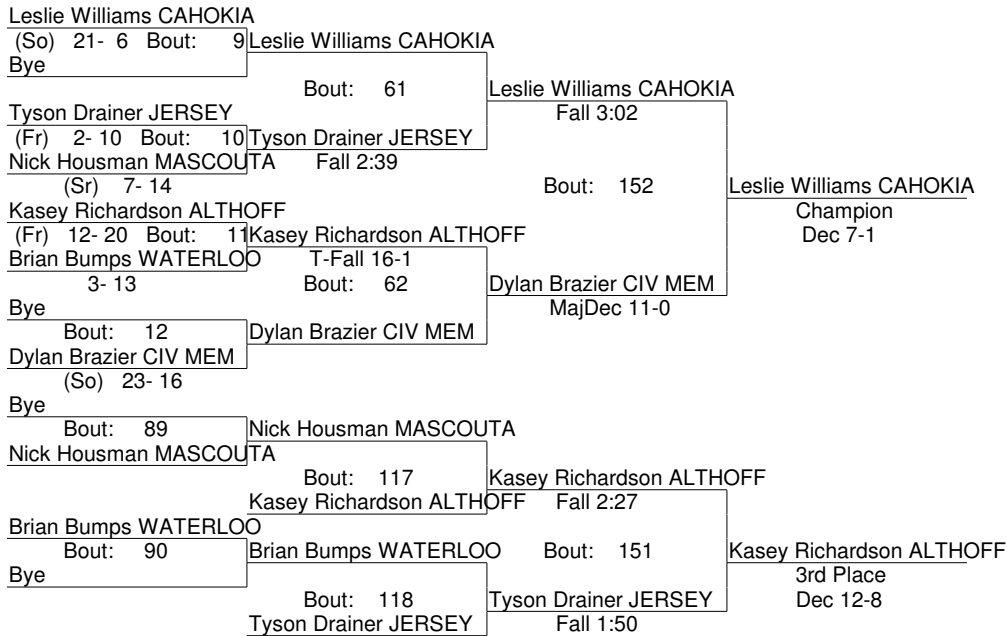 Leslie Williams CAHOKIA
(So) 21- 6 Bout: 9 Leslie Williams CAHOKIA
Bye
Bout: 61 Leslie Williams CAHOKIA
Tyson Drainer JERSEY Fall 3:02
(Fr) 2- 10 Bout: 10 Tyson Drainer JERSEY
Nick Housman MASCOUTA Fall 2:39
(Sr) 7- 14 Bout: 152 Leslie Williams CAHOKIA
Kasey Richardson ALTHOFF Champion
(Fr) 12- 20 Bout: 11 Kasey Richardson ALTHOFF Dec 7-1
Brian Bumps WATERLOO T-Fall 16-1
3- 13 Bout: 62 Dylan Brazier CIV MEM
Bye MajDec 11-0
Bout: 12 Dylan Brazier CIV MEM
Dylan Brazier CIV MEM
(So) 23- 16
Bye
Bout: 89 Nick Housman MASCOUTA
Nick Housman MASCOUTA
Bout: 117 Kasey Richardson ALTHOFF
Kasey Richardson ALTHOFF Fall 2:27
Brian Bumps WATERLOO
Bout: 90 Brian Bumps WATERLOO Bout: 151 Kasey Richardson ALTHOFF
Bye 3rd Place
Bout: 118 Tyson Drainer JERSEY Dec 12-8
Tyson Drainer JERSEY Fall 1:50